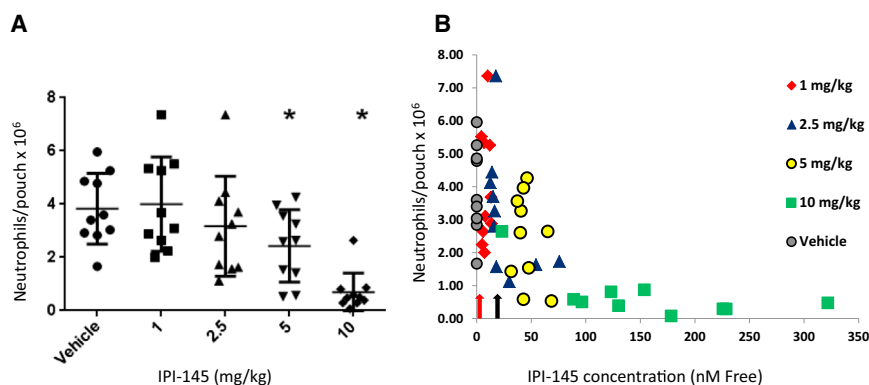 A
Neutrophils/pouch x 10⁶
8
6
4
2
0
* *
Vehicle 1 2.5 5 10
IPI-145 (mg/kg)
B
Neutrophils/pouch x 10⁶
8.00
7.00
6.00
5.00
4.00
3.00
2.00
1.00
0.00
0 50 100 150 200 250 300 350
IPI-145 concentration (nM Free)
1 mg/kg
2.5 mg/kg
5 mg/kg
10 mg/kg
Vehicle